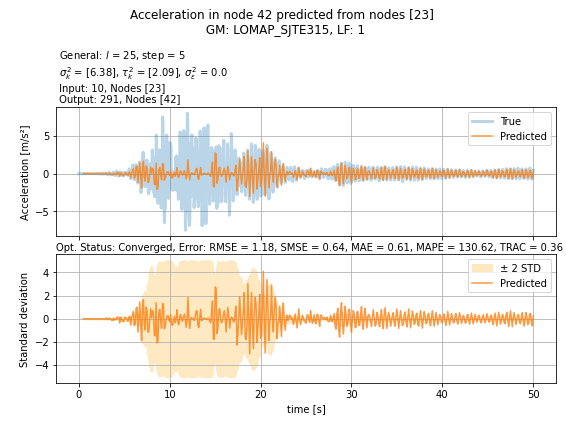 Acceleration in node 42 predicted from nodes [23]
GM: LOMAP_SJTE315, LF: 1
General: l = 25, step = 5
σ²ₖ = [6.38], τ²ₖ = [2.09], σ²ε = 0.0
Input: 10, Nodes [23]
Output: 291, Nodes [42]
Acceleration [m/s²]
5
0
−5
True
Predicted
Opt. Status: Converged, Error: RMSE = 1.18, SMSE = 0.64, MAE = 0.61, MAPE = 130.62, TRAC = 0.36
Standard deviation
4
2
0
−2
−4
± 2 STD
Predicted
0 10 20 30 40 50
time [s]